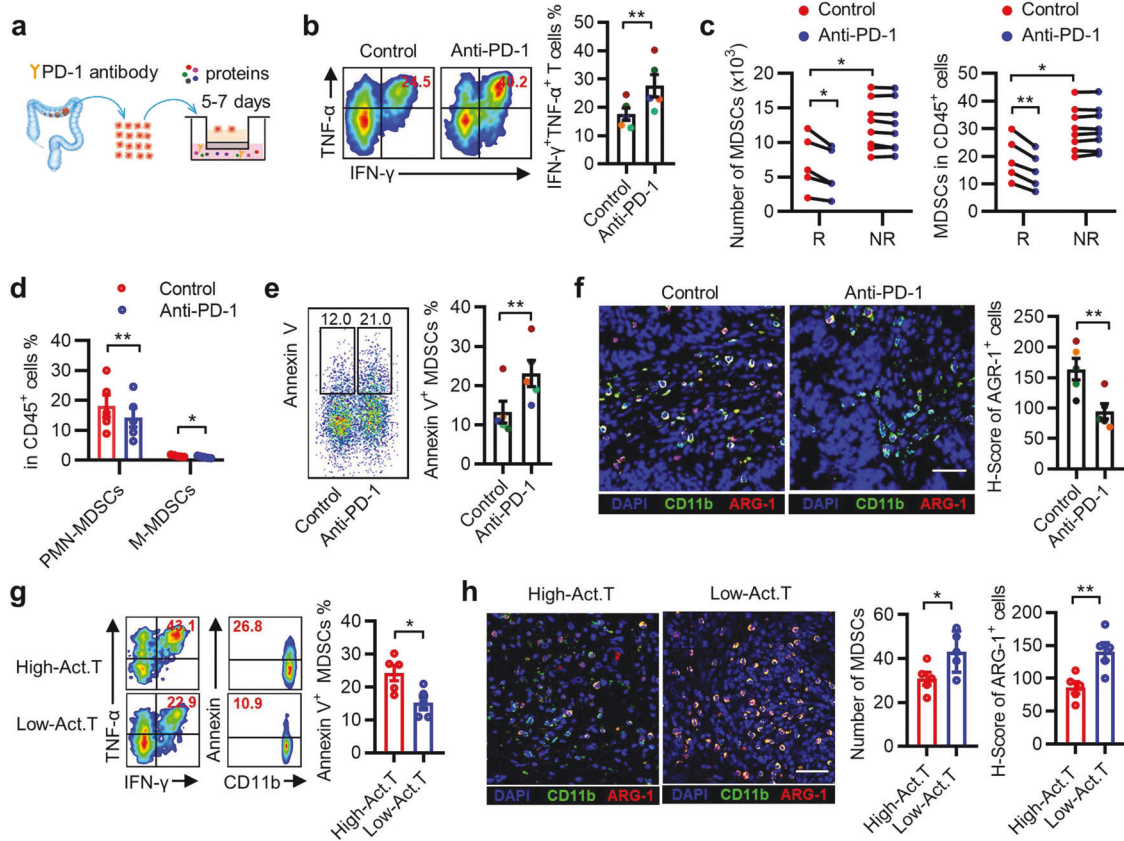 a
PD-1 antibody
proteins
5-7 days
b
Control
Anti-PD-1
24.5
40.2
TNF-α
IFN-γ
IFN-γ⁺TNF-α⁺ T cells %
50
40
30
20
10
0
**
Control
Anti-PD-1
c
Control
Anti-PD-1
Number of MDSCs (x10³)
20
15
10
5
0
*
*
R
NR
Control
Anti-PD-1
MDSCs in CD45⁺ cells %
50
40
30
20
10
0
*
**
R
NR
d
Control
Anti-PD-1
in CD45⁺ cells %
40
30
20
10
0
**
*
PMN-MDSCs
M-MDSCs
e
Annexin V
12.0
21.0
Control
Anti-PD-1
Annexin V⁺ MDSCs %
40
30
20
10
0
**
Control
Anti-PD-1
f
Control
Anti-PD-1
DAPI CD11b ARG-1
DAPI CD11b ARG-1
H-Score of AGR-1⁺ cells
250
200
150
100
50
0
**
Control
Anti-PD-1
g
High-Act.T
Low-Act.T
43.1
22.9
TNF-α
IFN-γ
26.8
10.9
Annexin
CD11b
Annexin V⁺ MDSCs %
40
30
20
10
0
*
High-Act.T
Low-Act.T
h
High-Act.T
Low-Act.T
DAPI CD11b ARG-1
DAPI CD11b ARG-1
Number of MDSCs
60
40
20
0
*
High-Act.T
Low-Act.T
H-Score of ARG-1⁺ cells
200
150
100
50
0
**
High-Act.T
Low-Act.T